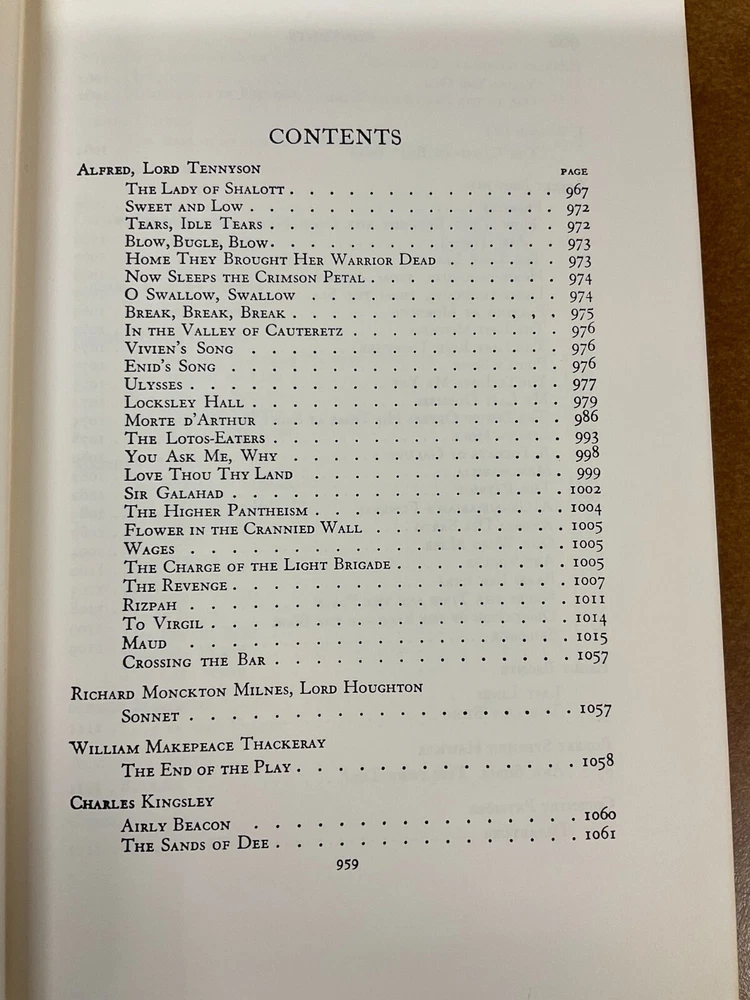 CONTENTS
ALFRED, LORD TENNYSON PAGE
THE LADY OF SHALOTT . . . . . . . . . . . . . . . . 967
SWEET AND LOW . . . . . . . . . . . . . . . . . . 972
TEARS, IDLE TEARS . . . . . . . . . . . . . . . . . 972
BLOW, BUGLE, BLOW . . . . . . . . . . . . . . . . . 973
HOME THEY BROUGHT HER WARRIOR DEAD . . . . . . 973
NOW SLEEPS THE CRIMSON PETAL . . . . . . . . . . . 974
O SWALLOW, SWALLOW . . . . . . . . . . . . . . 974
BREAK, BREAK, BREAK . . . . . . . . . . . . . . . 975
IN THE VALLEY OF CAUTERETZ . . . . . . . . . . . . 976
VIVIEN'S SONG . . . . . . . . . . . . . . . . . 976
ENID'S SONG . . . . . . . . . . . . . . . . . . 976
ULYSSES . . . . . . . . . . . . . . . . . . . . 977
LOCKSLEY HALL . . . . . . . . . . . . . . . . . 979
MORTE D'ARTHUR . . . . . . . . . . . . . . . . 986
THE LOTOS-EATERS . . . . . . . . . . . . . . . . 993
YOU ASK ME, WHY . . . . . . . . . . . . . . . 998
LOVE THOU THY LAND . . . . . . . . . . . . . . 999
SIR GALAHAD . . . . . . . . . . . . . . . . . . 1002
THE HIGHER PANTHEISM . . . . . . . . . . . . . . 1004
FLOWER IN THE CRANNIED WALL . . . . . . . . . . 1005
WAGES . . . . . . . . . . . . . . . . . . . . 1005
THE CHARGE OF THE LIGHT BRIGADE . . . . . . . . . 1005
THE REVENGE . . . . . . . . . . . . . . . . . . 1007
RIZPAH . . . . . . . . . . . . . . . . . . . . 1011
TO VIRGIL . . . . . . . . . . . . . . . . . . . 1014
MAUD . . . . . . . . . . . . . . . . . . . . 1015
CROSSING THE BAR . . . . . . . . . . . . . . . . 1057
RICHARD MONCKTON MILNES, LORD HOUGHTON
SONNET . . . . . . . . . . . . . . . . . . . . 1057
WILLIAM MAKEPEACE THACKERAY
THE END OF THE PLAY . . . . . . . . . . . . . . . 1058
CHARLES KINGSLEY
AIRLY BEACON . . . . . . . . . . . . . . . . . 1060
THE SANDS OF DEE . . . . . . . . . . . . . . . . 1061
959